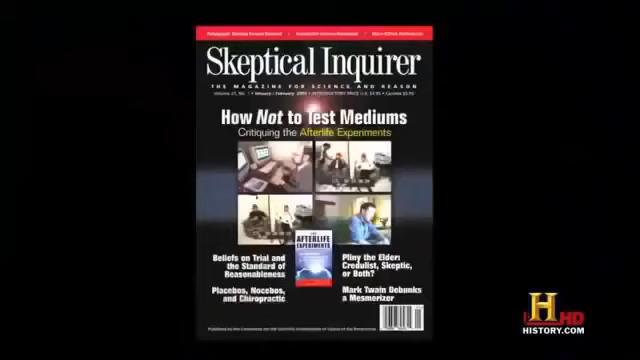 Skeptical Inquirer
THE MAGAZINE FOR SCIENCE AND REASON
How Not to Test Mediums
Critiquing the Afterlife Experiments
AFTERLIFE
EXPERIMENTS
Beliefs on Trial and
the Standard of
Reasonableness
Placebos, Nocebos,
and Chiropractic
Pliny the Elder:
Credulist, Skeptic,
or Both?
Mark Twain Debunks
a Mesmerizer
H
HD
HISTORY.COM